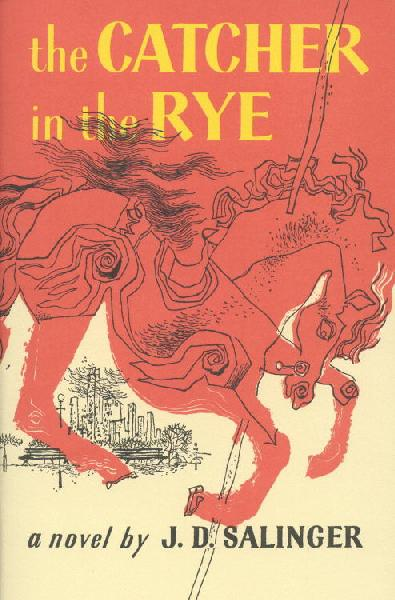 the CATCHER
in the RYE
a novel by J. D. SALINGER